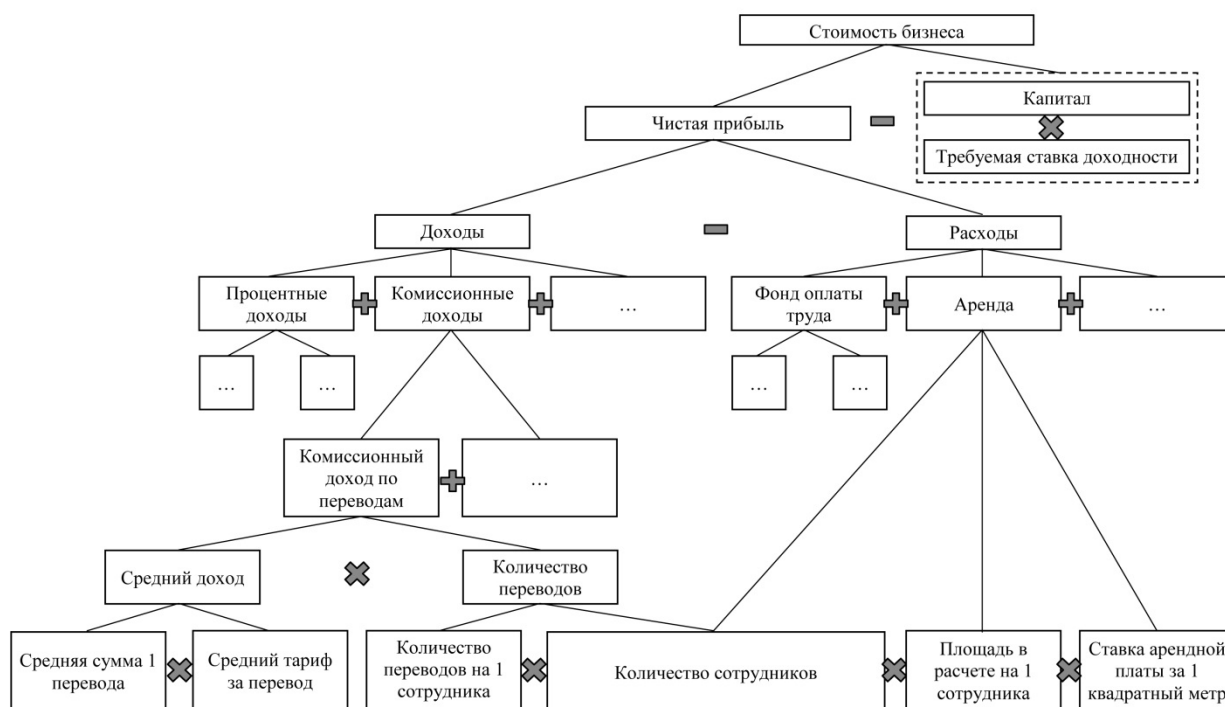 Стоимость бизнеса
Капитал
Чистая прибыль
Требуемая ставка доходности
Доходы
Расходы
Процентные
доходы
Комиссионные
доходы
…
Фонд оплаты
труда
Аренда
…
…
…
…
…
Комиссионный
доход по
переводам
…
Средний доход
Количество
переводов
Средняя сумма 1
перевода
Средний тариф
за перевод
Количество
переводов на 1
сотрудника
Количество сотрудников
Площадь в
расчете на 1
сотрудника
Ставка арендной
платы за 1
квадратный метр